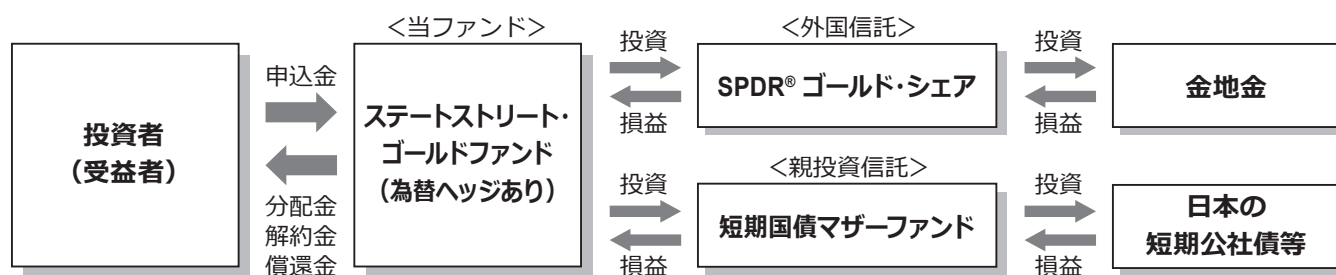 投資者
（受益者）
申込金
分配金
解約金
償還金
＜当ファンド＞
ステートストリート・
ゴールドファンド
（為替ヘッジあり）
投資
損益
＜外国信託＞
SPDR® ゴールド・シェア
投資
損益
金地金
投資
損益
＜親投資信託＞
短期国債マザーファンド
投資
損益
日本の
短期公社債等